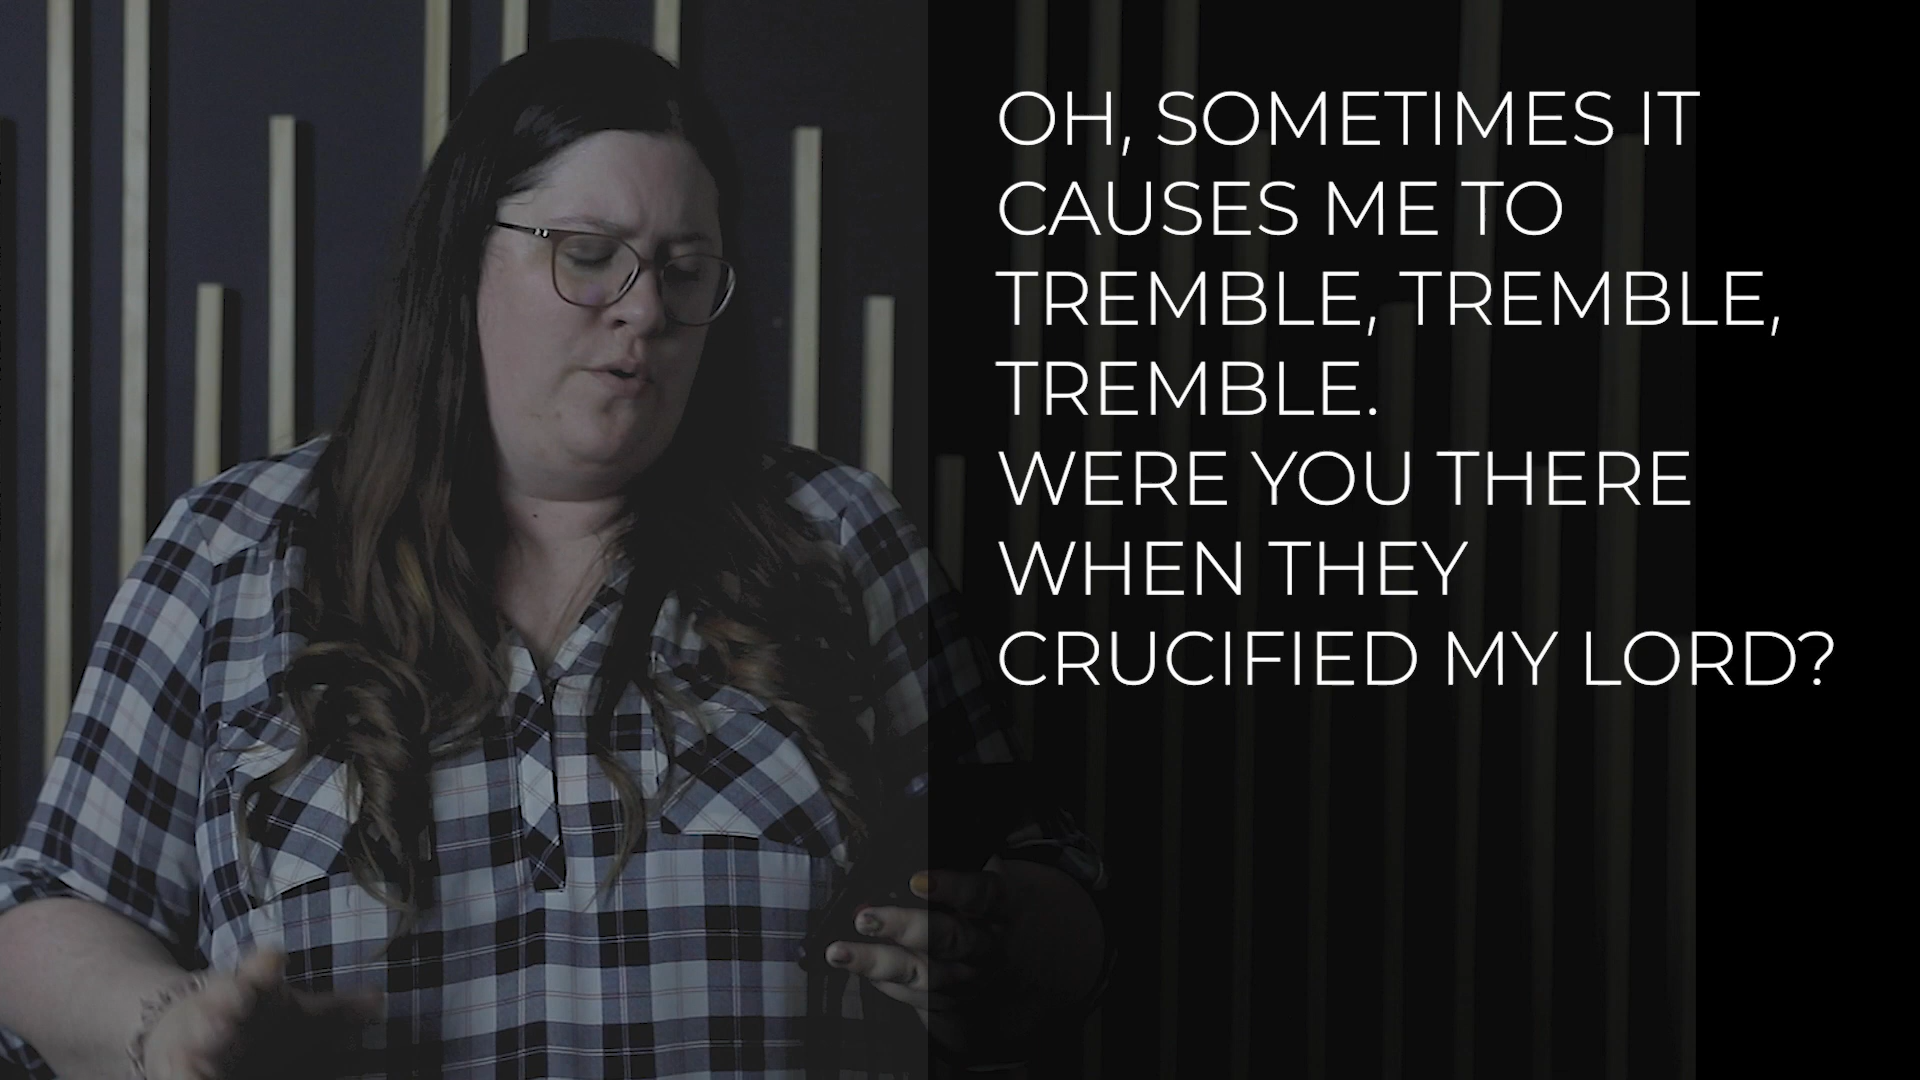 OH, SOMETIMES IT
CAUSES ME TO
TREMBLE, TREMBLE,
TREMBLE.
WERE YOU THERE
WHEN THEY
CRUCIFIED MY LORD?